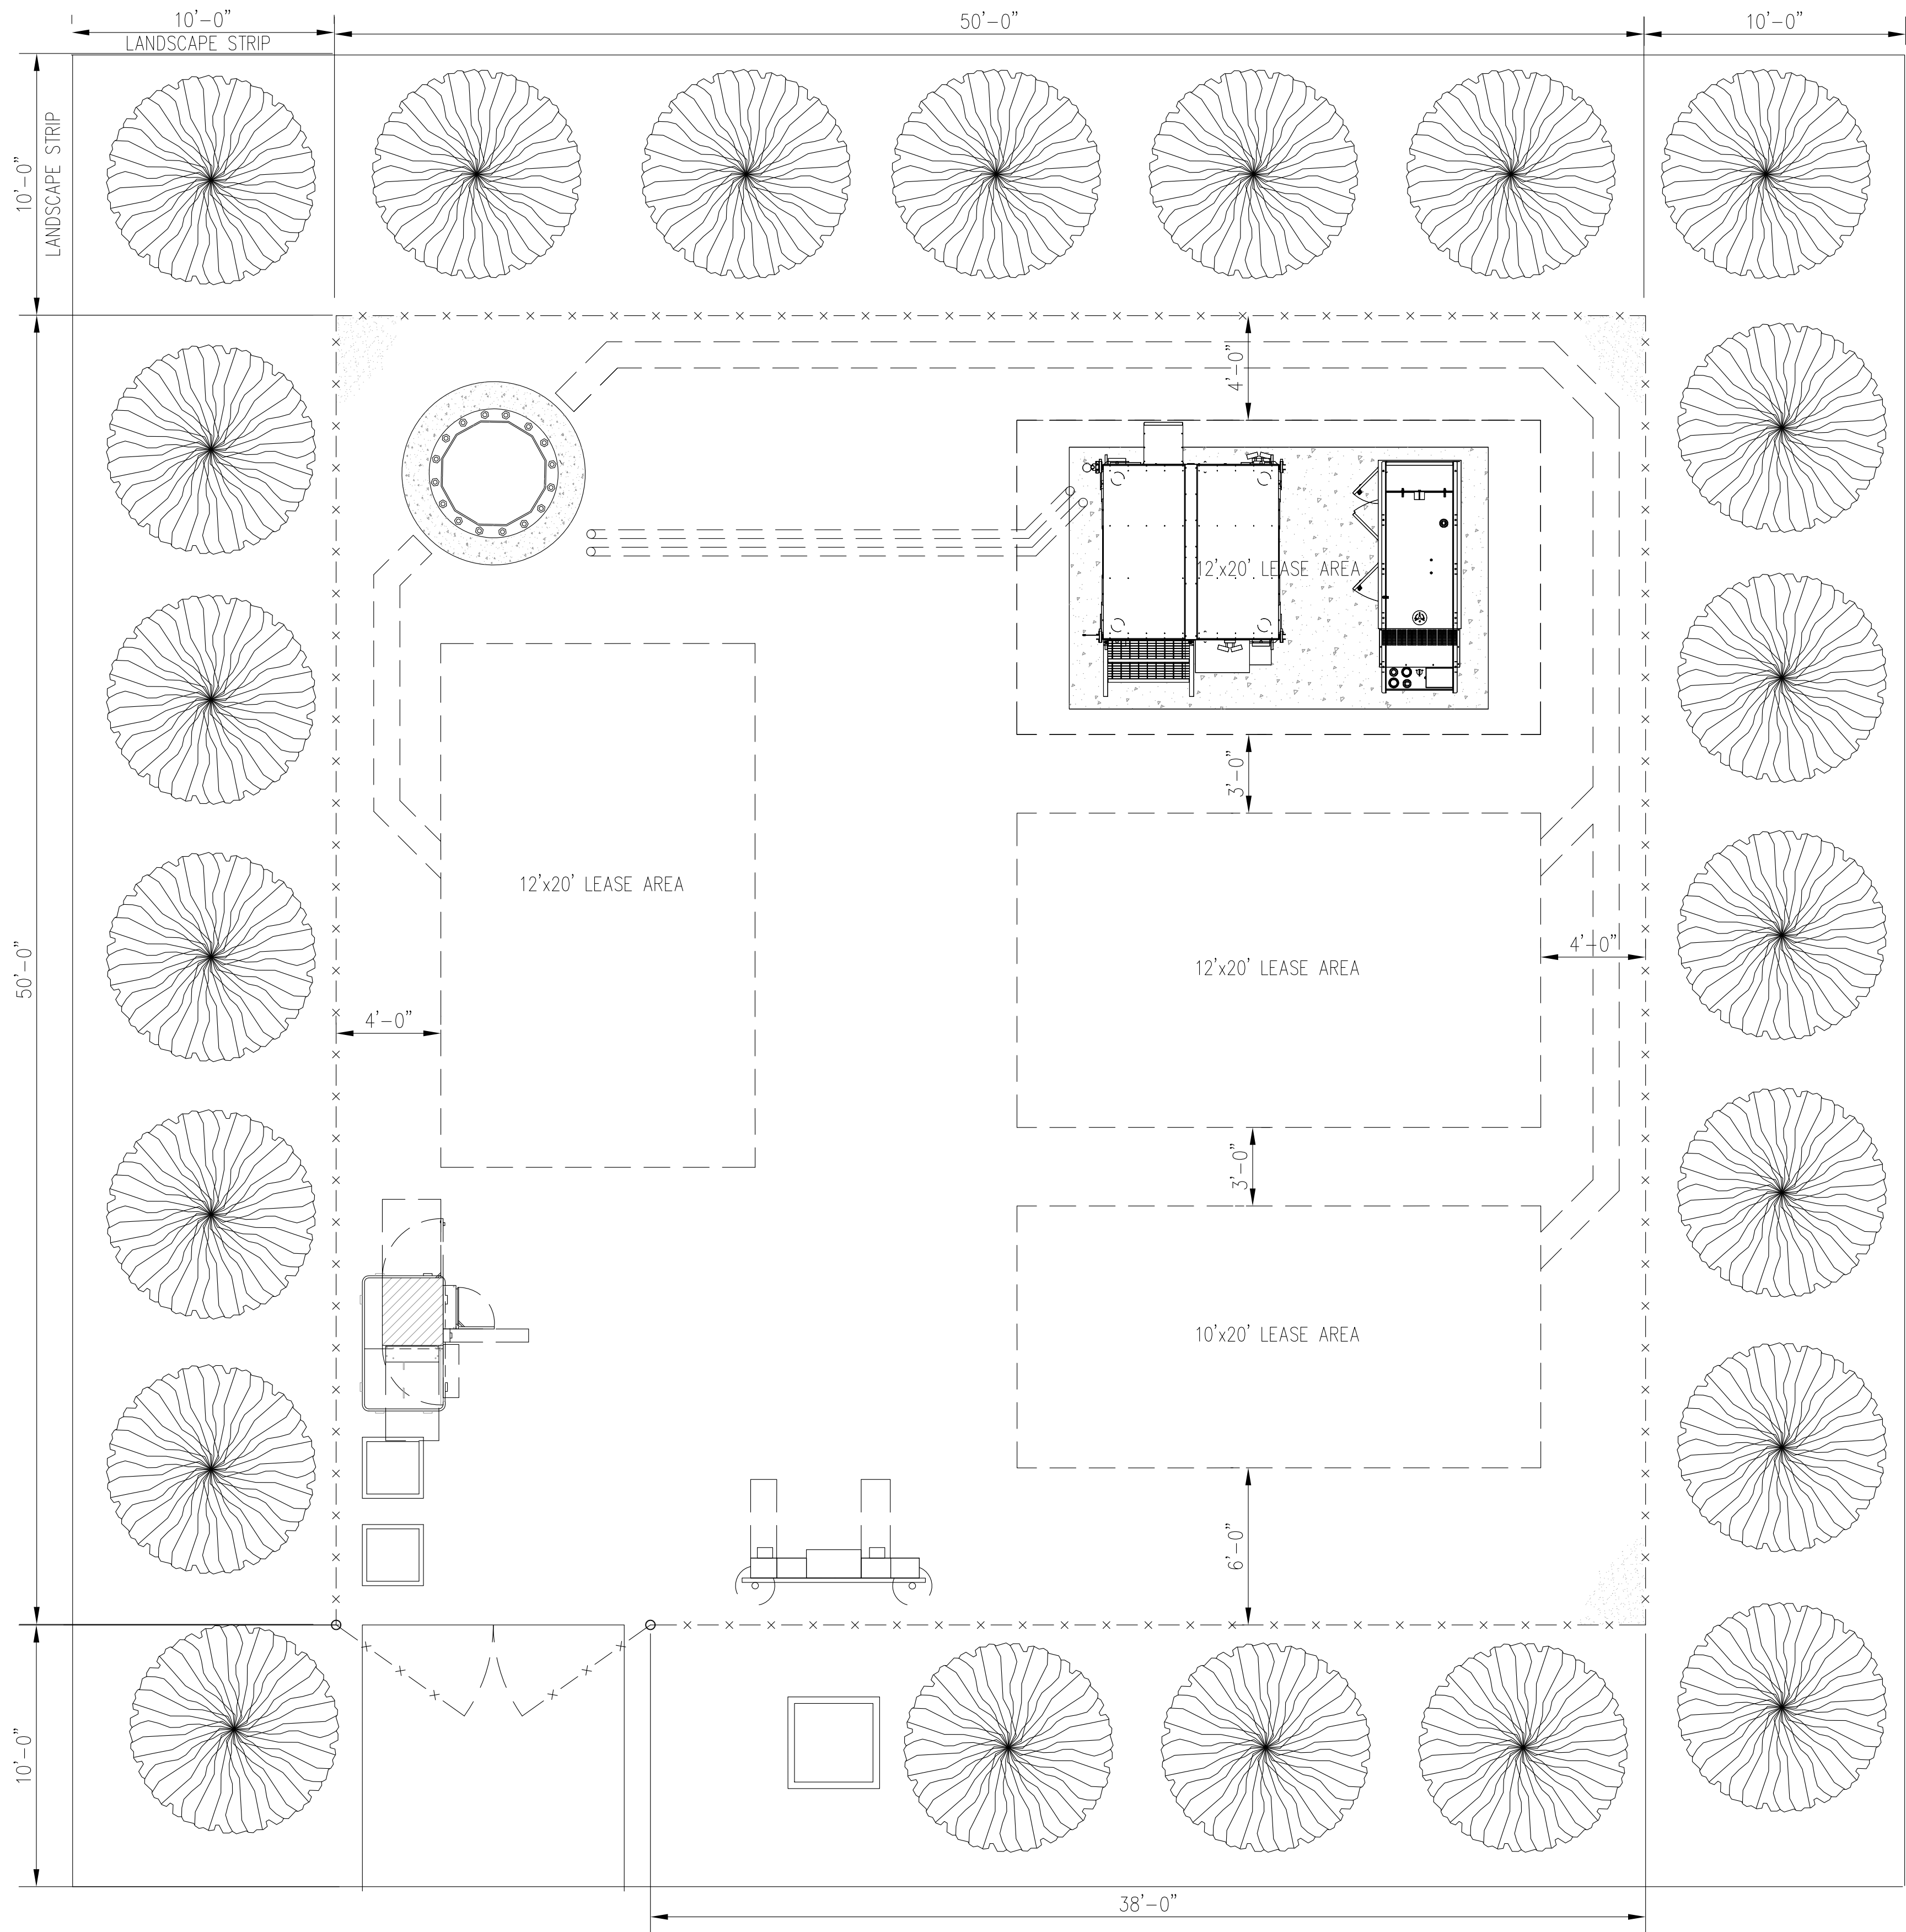 10'-0"
50'-0"
10'-0"
LANDSCAPE STRIP
10'-0"
LANDSCAPE STRIP
4'-0"
12'x20' LEASE AREA
3'-0"
12'x20' LEASE AREA
50'-0"
4'-0"
12'x20' LEASE AREA
4'-0"
3'-0"
10'x20' LEASE AREA
6'-0"
10'-0"
38'-0"